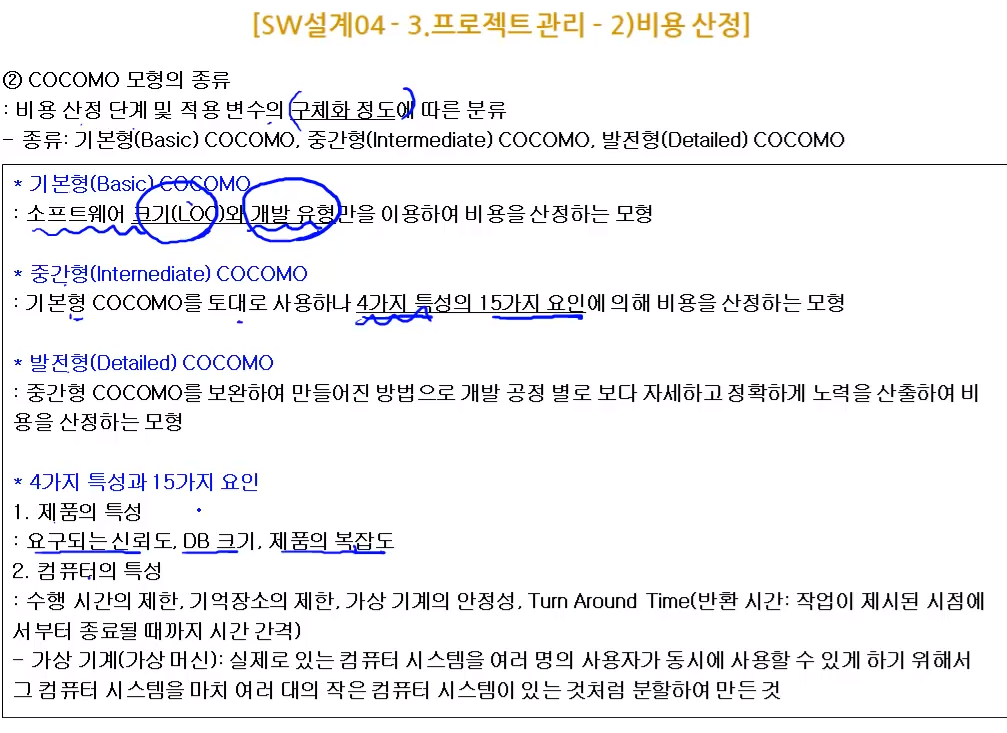 [SW설계04 - 3.프로젝트 관리 - 2)비용 산정]
② COCOMO 모형의 종류
: 비용 산정 단계 및 적용 변수의 구체화 정도에 따른 분류
- 종류: 기본형(Basic) COCOMO, 중간형(Intermediate) COCOMO, 발전형(Detailed) COCOMO
* 기본형(Basic) COCOMO
: 소프트웨어 크기(LOC)와 개발 유형만을 이용하여 비용을 산정하는 모형
* 중간형(Internediate) COCOMO
: 기본형 COCOMO를 토대로 사용하나 4가지 특성의 15가지 요인에 의해 비용을 산정하는 모형
* 발전형(Detailed) COCOMO
: 중간형 COCOMO를 보완하여 만들어진 방법으로 개발 공정 별로 보다 자세하고 정확하게 노력을 산출하여 비
용을 산정하는 모형
* 4가지 특성과 15가지 요인
1. 제품의 특성
: 요구되는 신뢰도, DB 크기, 제품의 복잡도
2. 컴퓨터의 특성
: 수행 시간의 제한, 기억장소의 제한, 가상 기계의 안정성, Turn Around Time(반환 시간: 작업이 제시된 시점에
서부터 종료될 때까지 시간 간격)
- 가상 기계(가상 머신): 실제로 있는 컴퓨터 시스템을 여러 명의 사용자가 동시에 사용할 수 있게 하기 위해서
그 컴퓨터 시스템을 마치 여러 대의 작은 컴퓨터 시스템이 있는 것처럼 분할하여 만든 것